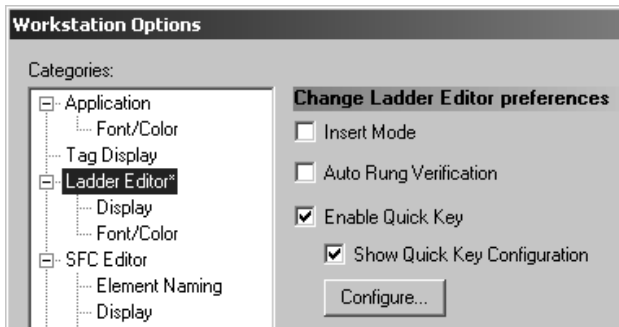 Workstation Options
Categories:
Application
Font/Color
Tag Display
Ladder Editor*
Display
Font/Color
SFC Editor
Element Naming
Display
Change Ladder Editor preferences
Insert Mode
Auto Rung Verification
Enable Quick Key
Show Quick Key Configuration
Configure...